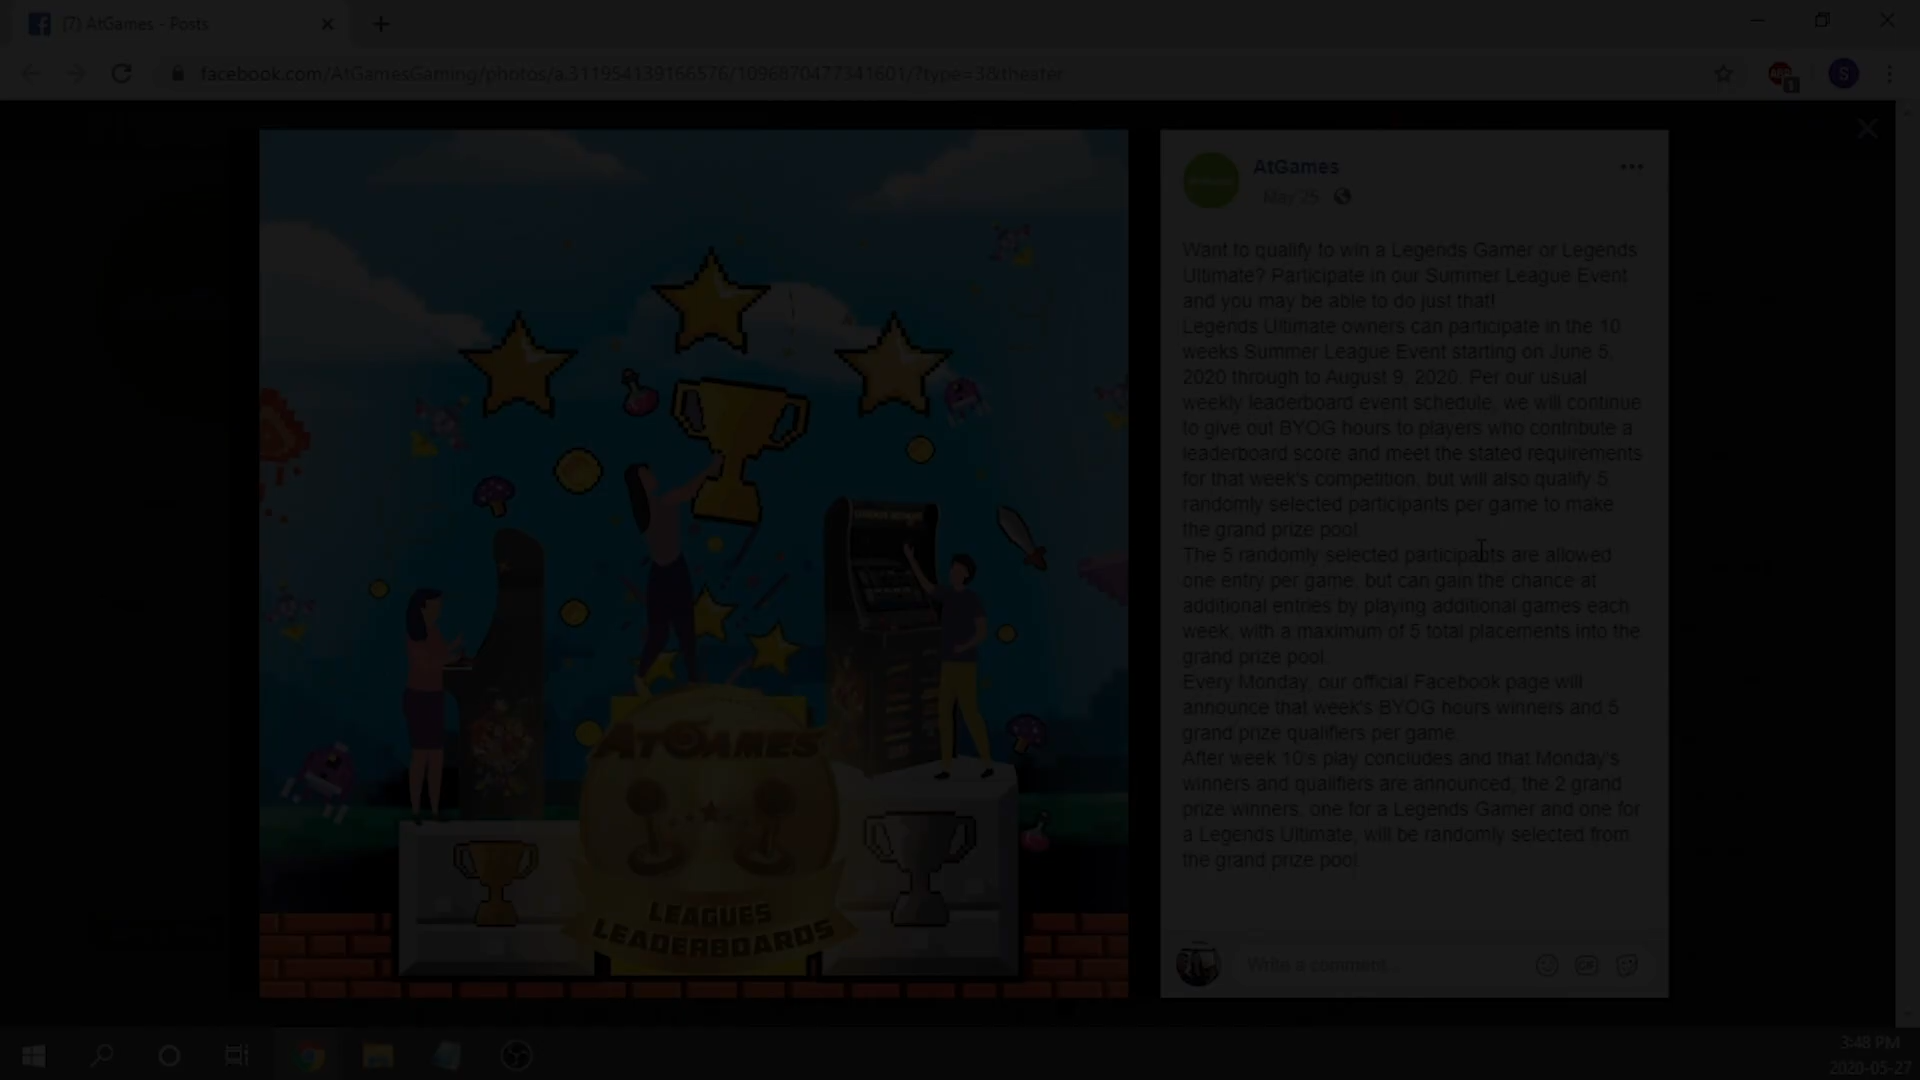 (7) AtGames - Posts
facebook.com/AtGamesGaming/photos/a.311954139166576/1096870477341601/?type=3&theater
S
AtGames
May 25
Want to qualify to win a Legends Gamer or Legends
Ultimate? Participate in our Summer League Event
and you may be able to do just that!
Legends Ultimate owners can participate in the 10
weeks Summer League Event starting on June 5,
2020 through to August 9, 2020. Per our usual
weekly leaderboard event schedule, we will continue
to give out BYOG hours to players who contribute a
leaderboard score and meet the stated requirements
for that week's competition, but will also qualify 5
randomly selected participants per game to make
the grand prize pool.
The 5 randomly selected participants are allowed
one entry per game, but can gain the chance at
additional entries by playing additional games each
week, with a maximum of 5 total placements into the
grand prize pool.
Every Monday, our official Facebook page will
announce that week's BYOG hours winners and 5
grand prize qualifiers per game.
After week 10's play concludes and that Monday's
winners and qualifiers are announced, the 2 grand
prize winners, one for a Legends Gamer and one for
a Legends Ultimate, will be randomly selected from
the grand prize pool.
ATGAMES
LEAGUES
LEADERBOARDS
Write a comment...
GIF
3:48 PM
2020-05-27